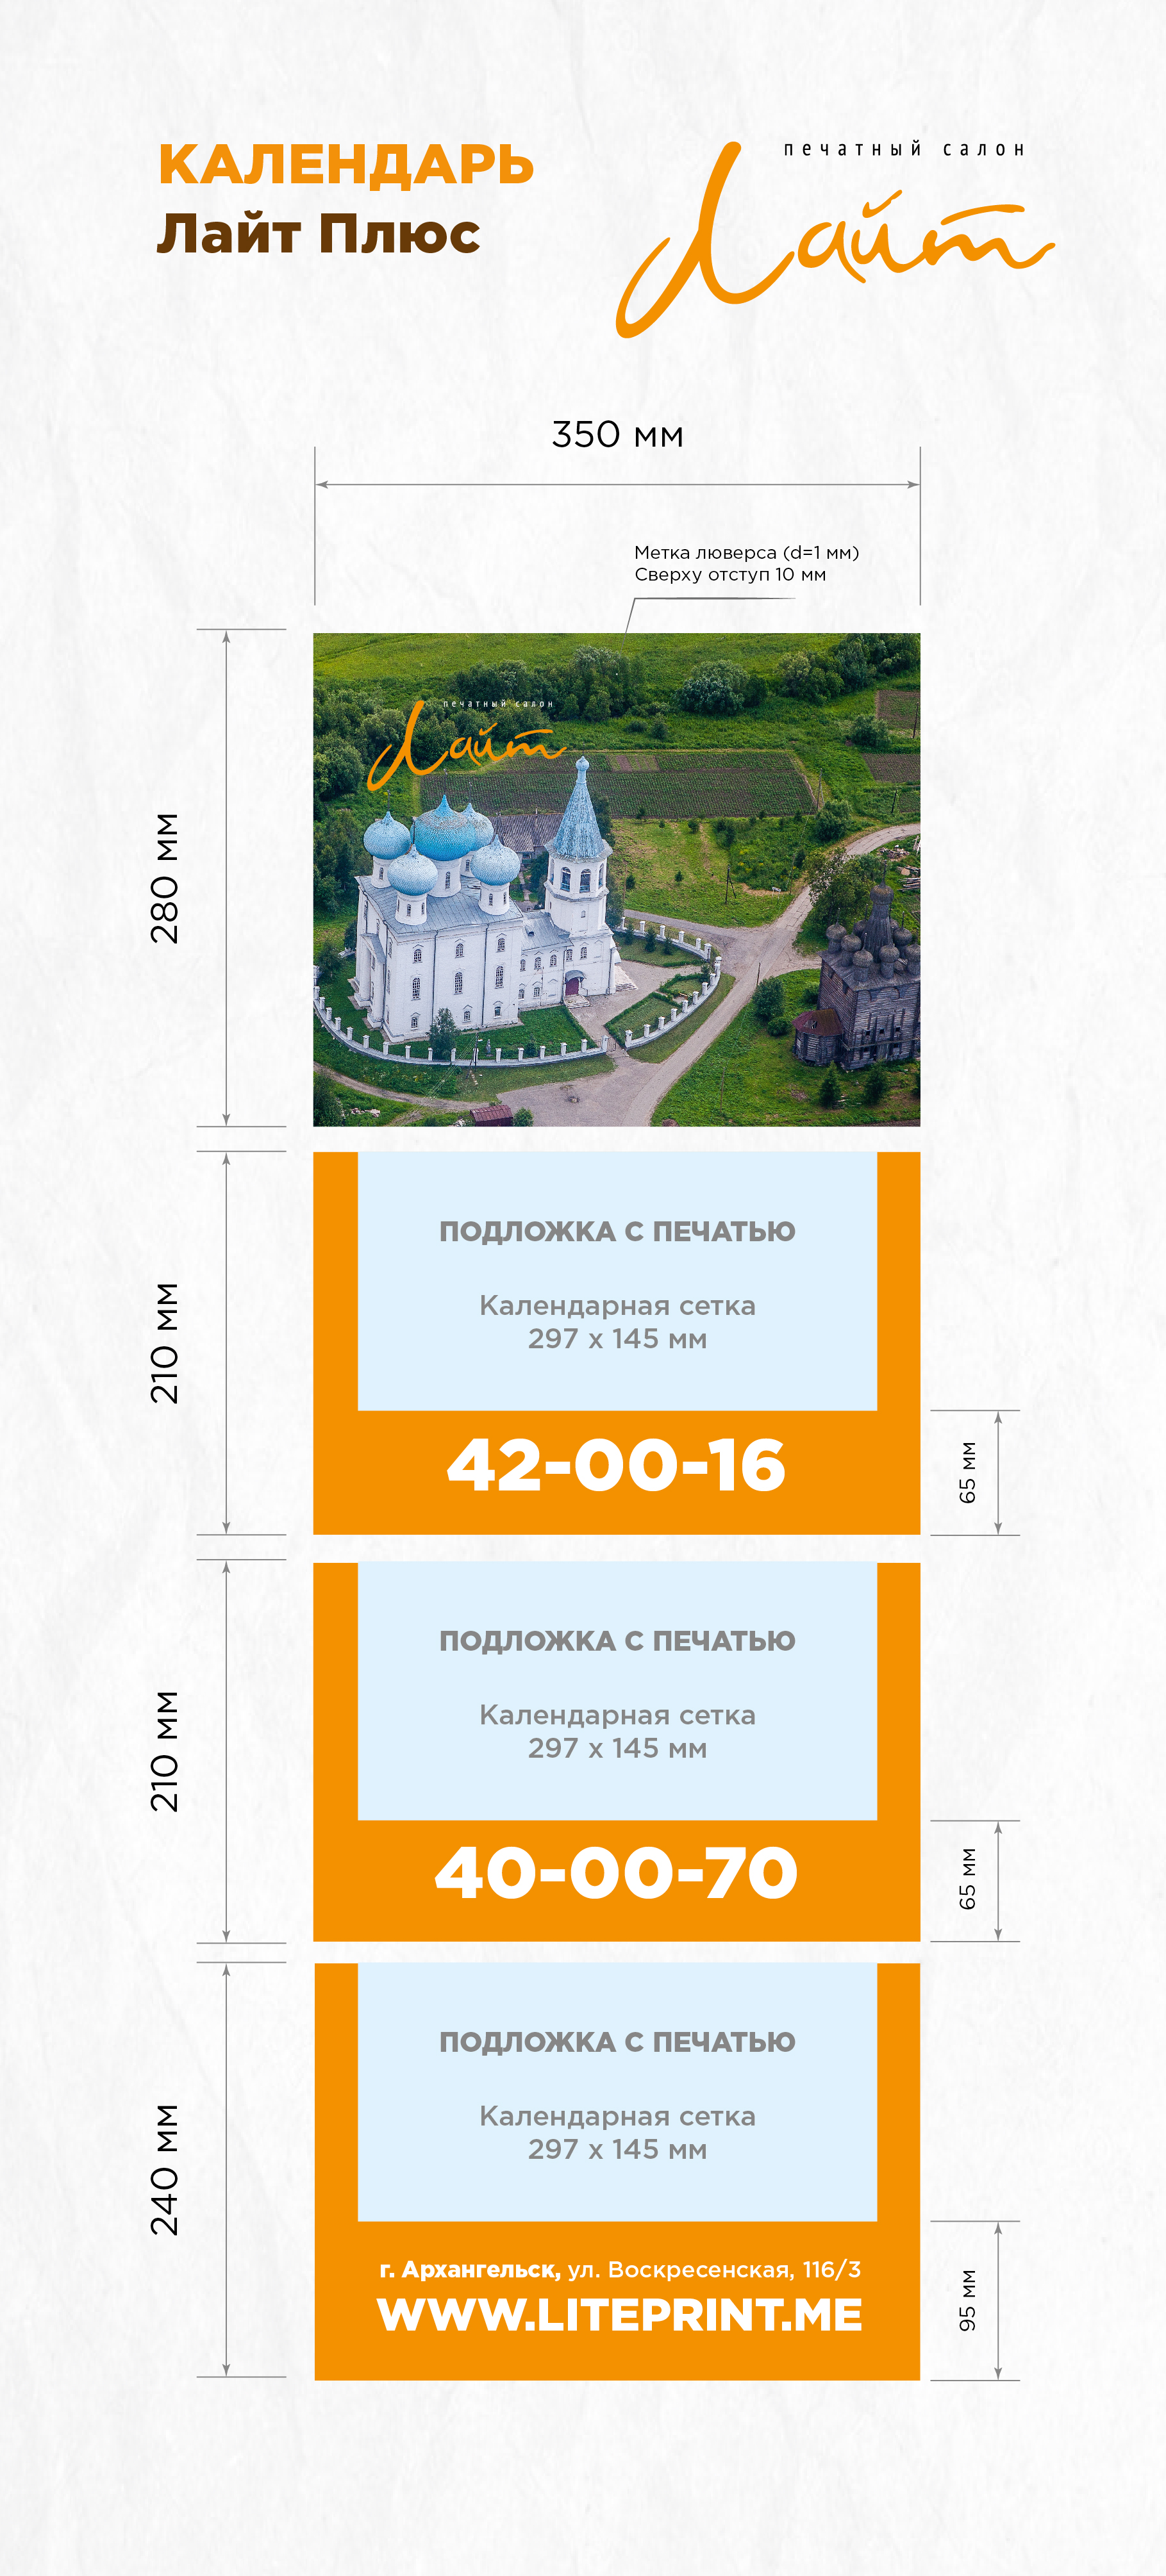 КАЛЕНДАРЬ
Лайт Плюс
печатный салон
Лайт
350 мм
Метка люверса (d=1 мм)
Сверху отступ 10 мм
280 мм
печатный салон
Лайт
210 мм
ПОДЛОЖКА С ПЕЧАТЬЮ
Календарная сетка
297 х 145 мм
42-00-16
65 мм
210 мм
ПОДЛОЖКА С ПЕЧАТЬЮ
Календарная сетка
297 х 145 мм
40-00-70
65 мм
240 мм
ПОДЛОЖКА С ПЕЧАТЬЮ
Календарная сетка
297 х 145 мм
г. Архангельск, ул. Воскресенская, 116/3
WWW.LITEPRINT.ME
95 мм